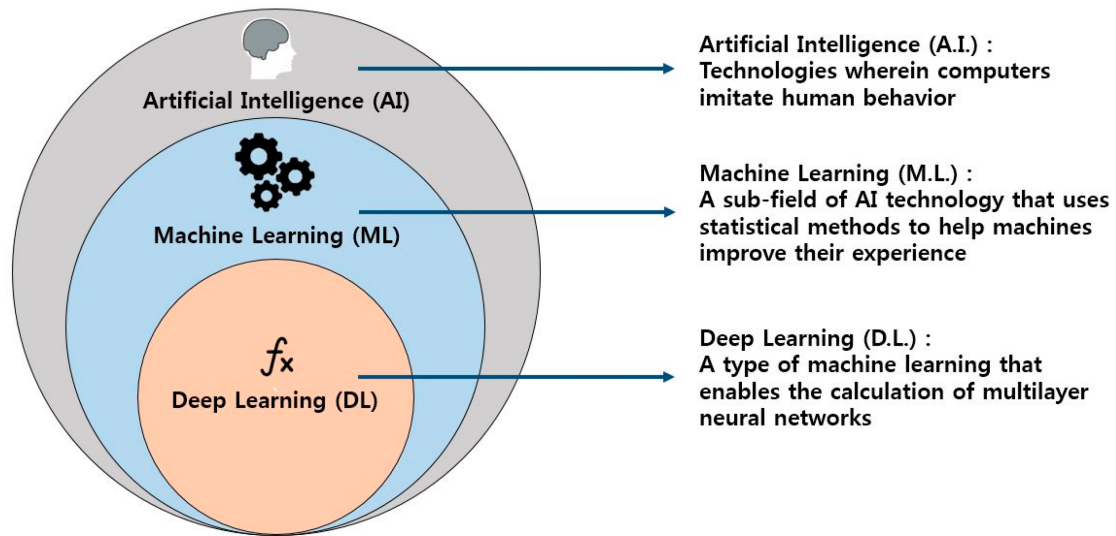 Artificial Intelligence (AI)
Machine Learning (ML)
fx
Deep Learning (DL)
Artificial Intelligence (A.I.) :
Technologies wherein computers
imitate human behavior
Machine Learning (M.L.) :
A sub-field of AI technology that uses
statistical methods to help machines
improve their experience
Deep Learning (D.L.) :
A type of machine learning that
enables the calculation of multilayer
neural networks